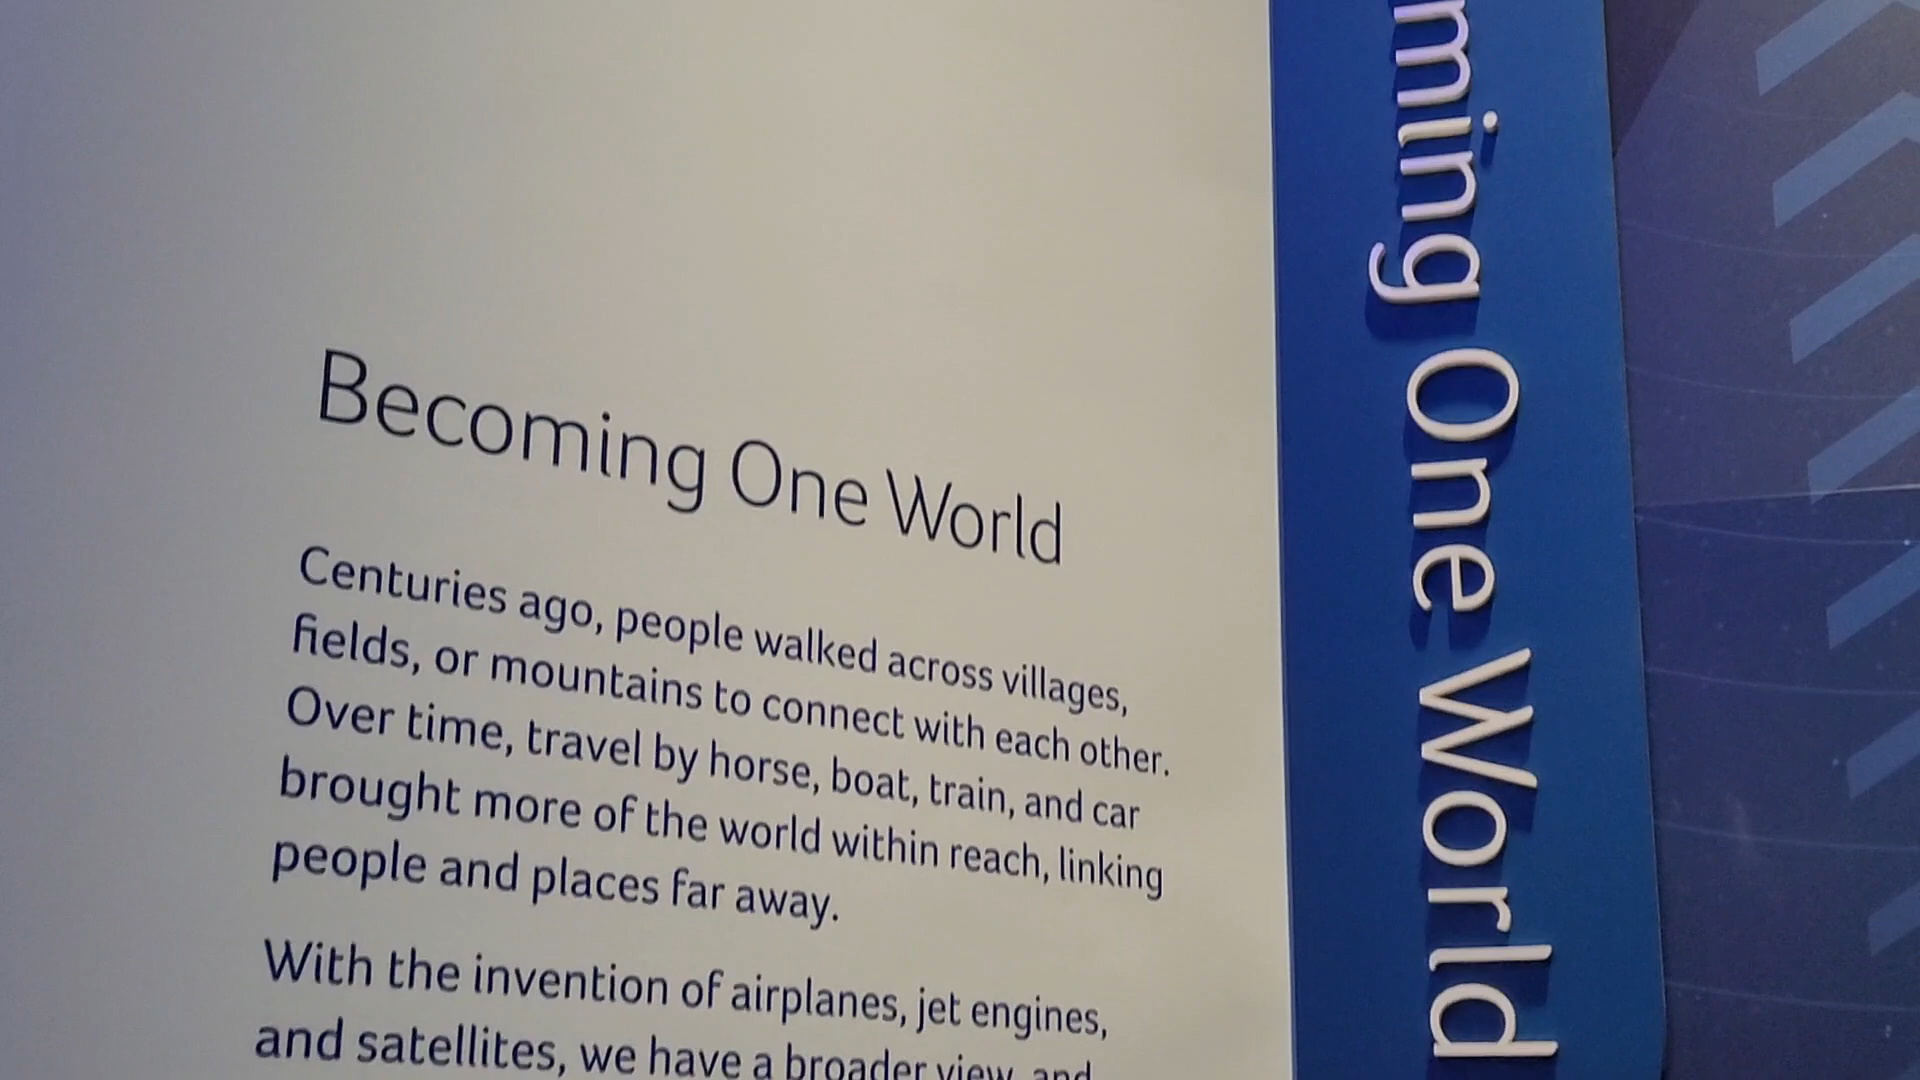 Becoming One World
Centuries ago, people walked across villages,
fields, or mountains to connect with each other.
Over time, travel by horse, boat, train, and car
brought more of the world within reach, linking
people and places far away.
With the invention of airplanes, jet engines,
and satellites, we have a broader view, and
ming One World